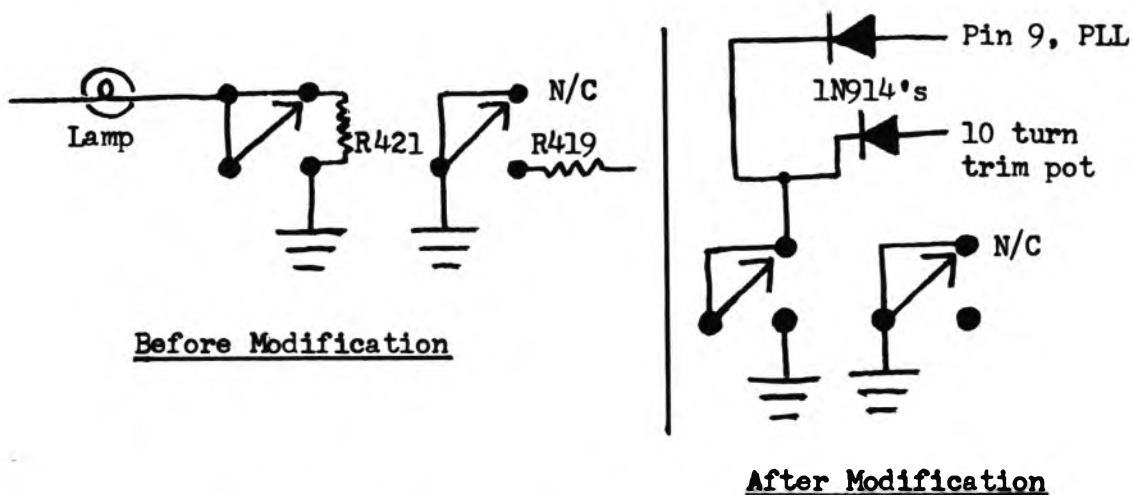 Lamp
R421
N/C
R419
Before Modification
Pin 9, PLL
1N914's
10 turn
trim pot
N/C
After Modification